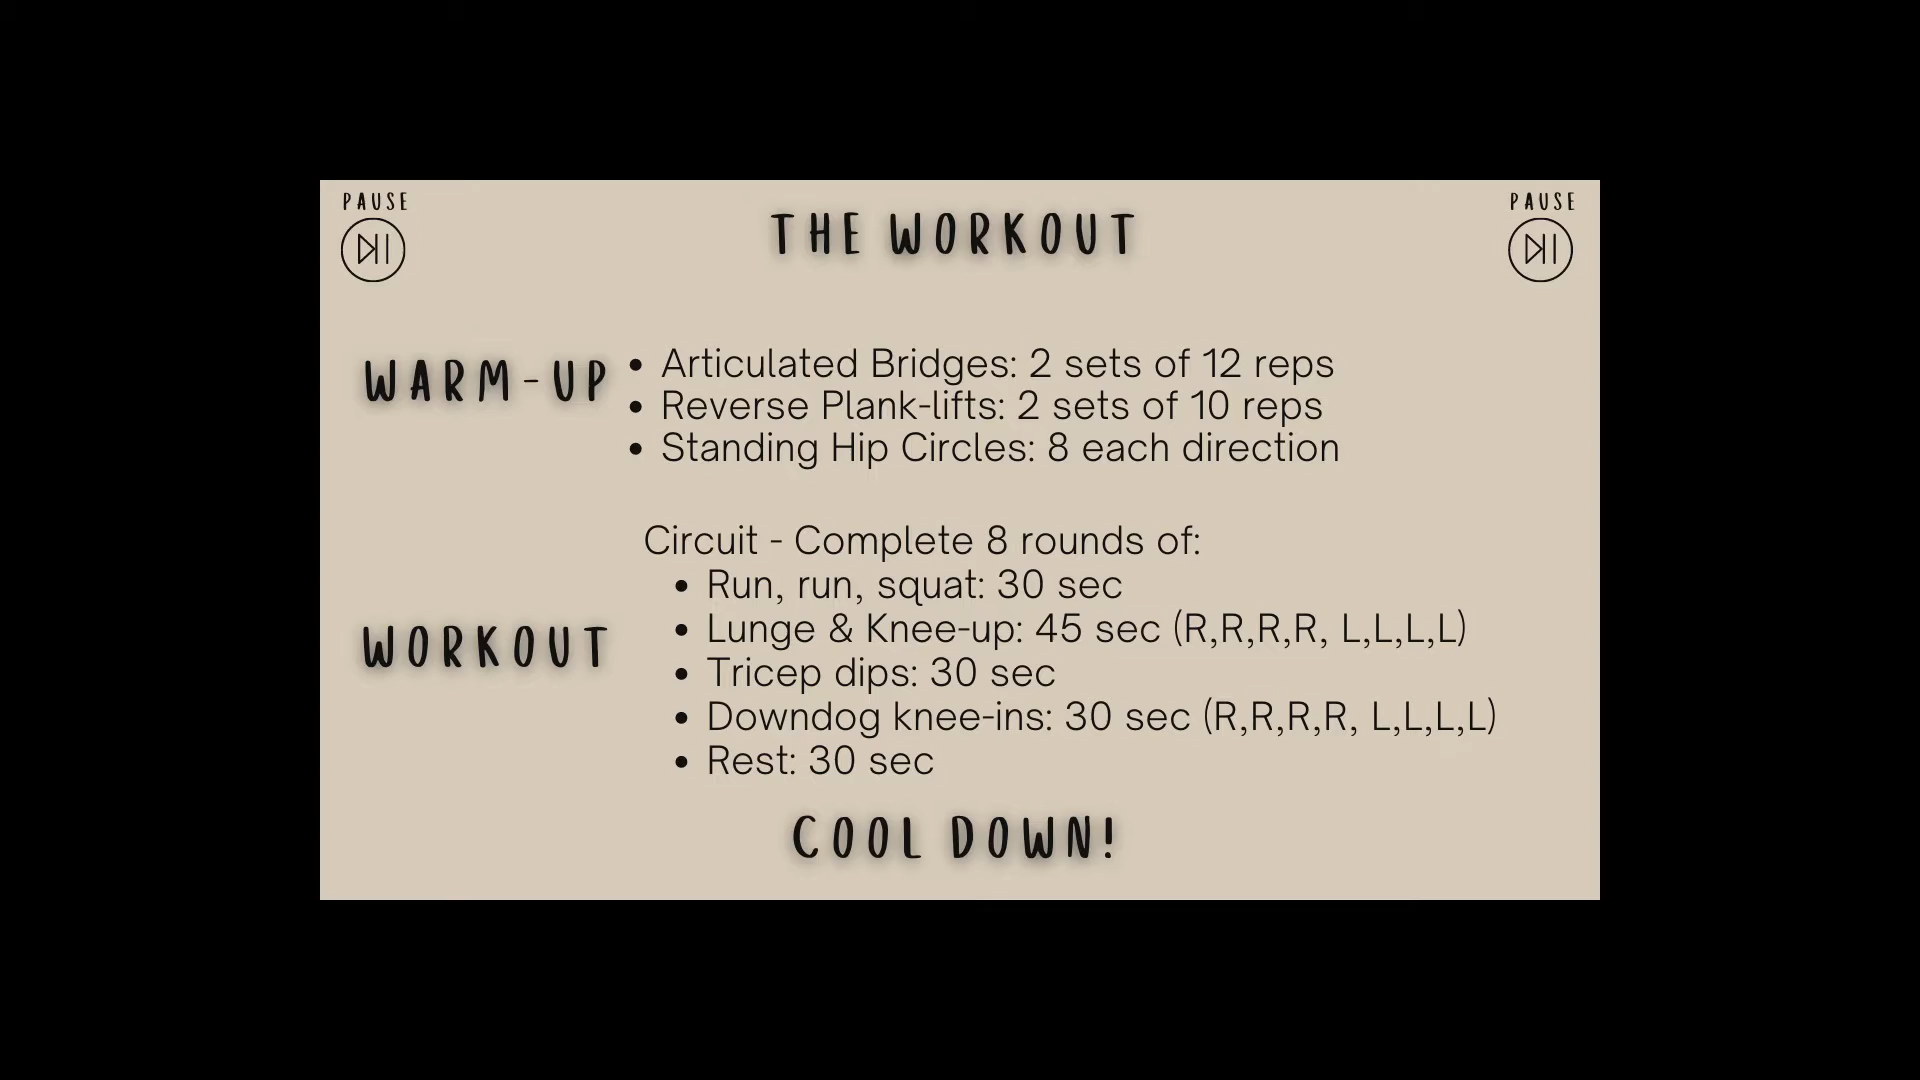 PAUSE
PAUSE
THE WORKOUT
WARM-UP
• Articulated Bridges: 2 sets of 12 reps
• Reverse Plank-lifts: 2 sets of 10 reps
• Standing Hip Circles: 8 each direction
WORKOUT
Circuit - Complete 8 rounds of:
• Run, run, squat: 30 sec
• Lunge & Knee-up: 45 sec (R,R,R,R, L,L,L,L)
• Tricep dips: 30 sec
• Downdog knee-ins: 30 sec (R,R,R,R, L,L,L,L)
• Rest: 30 sec
COOL DOWN!